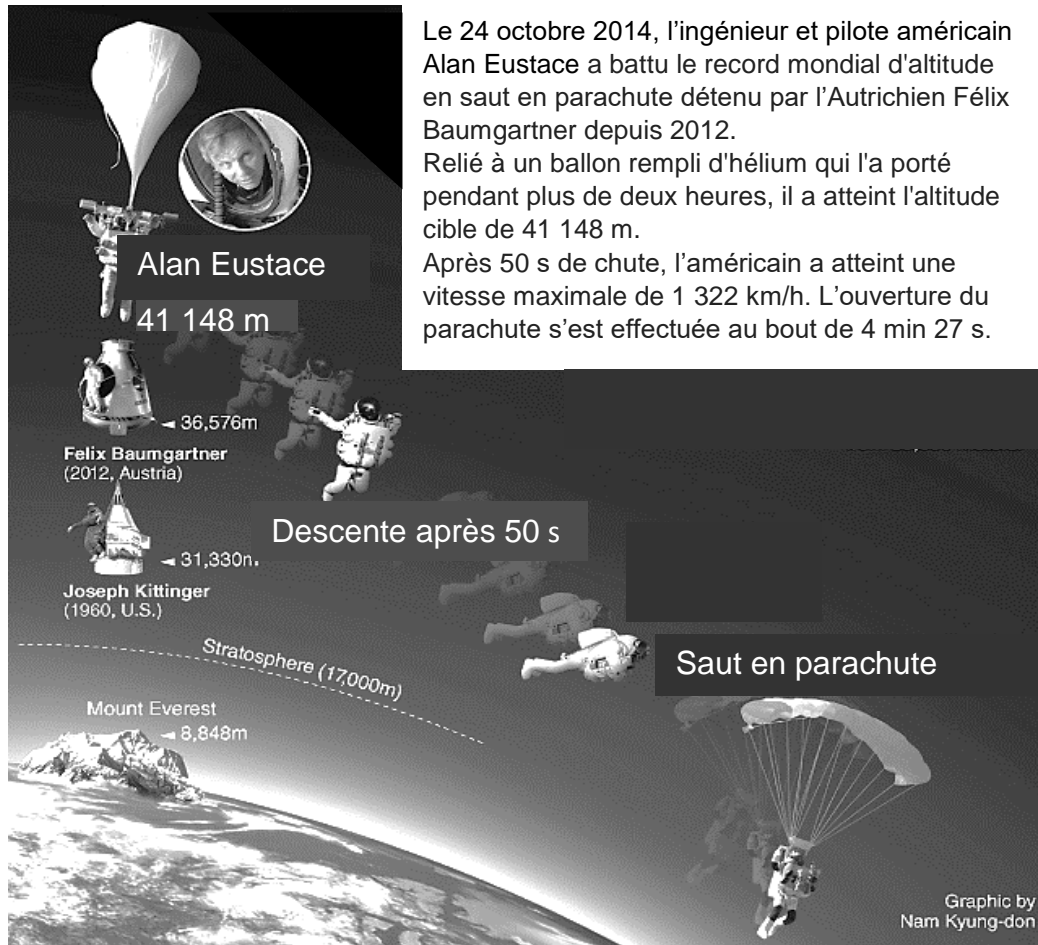 Le 24 octobre 2014, l’ingénieur et pilote américain
Alan Eustace a battu le record mondial d'altitude
en saut en parachute détenu par l’Autrichien Félix
Baumgartner depuis 2012.
Relié à un ballon rempli d'hélium qui l'a porté
pendant plus de deux heures, il a atteint l'altitude
cible de 41 148 m.
Après 50 s de chute, l’américain a atteint une
vitesse maximale de 1 322 km/h. L’ouverture du
parachute s’est effectuée au bout de 4 min 27 s.
Alan Eustace
41 148 m
◄ 36,576m
Felix Baumgartner
(2012, Austria)
Descente après 50 s
◄ 31,330m
Joseph Kittinger
(1960, U.S.)
Saut en parachute
Stratosphere (17,000m)
Mount Everest
◄ 8,848m
Graphic by
Nam Kyung-don